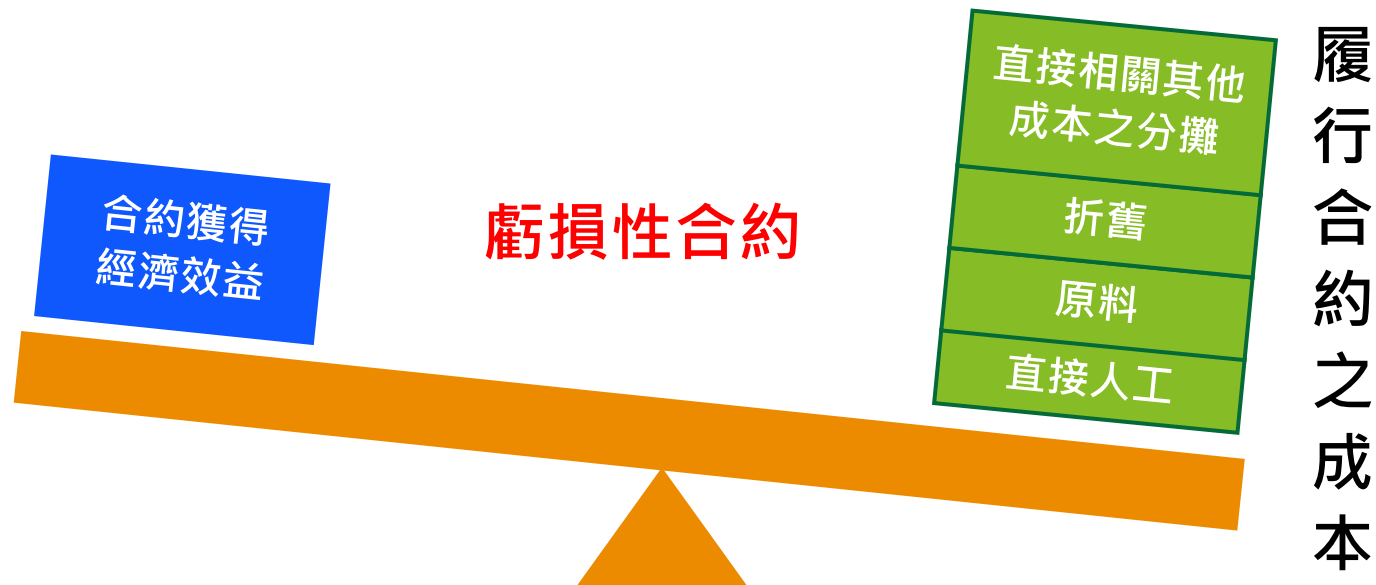 合約獲得
經濟效益
虧損性合約
直接相關其他
成本之分攤
折舊
原料
直接人工
履行合約之成本